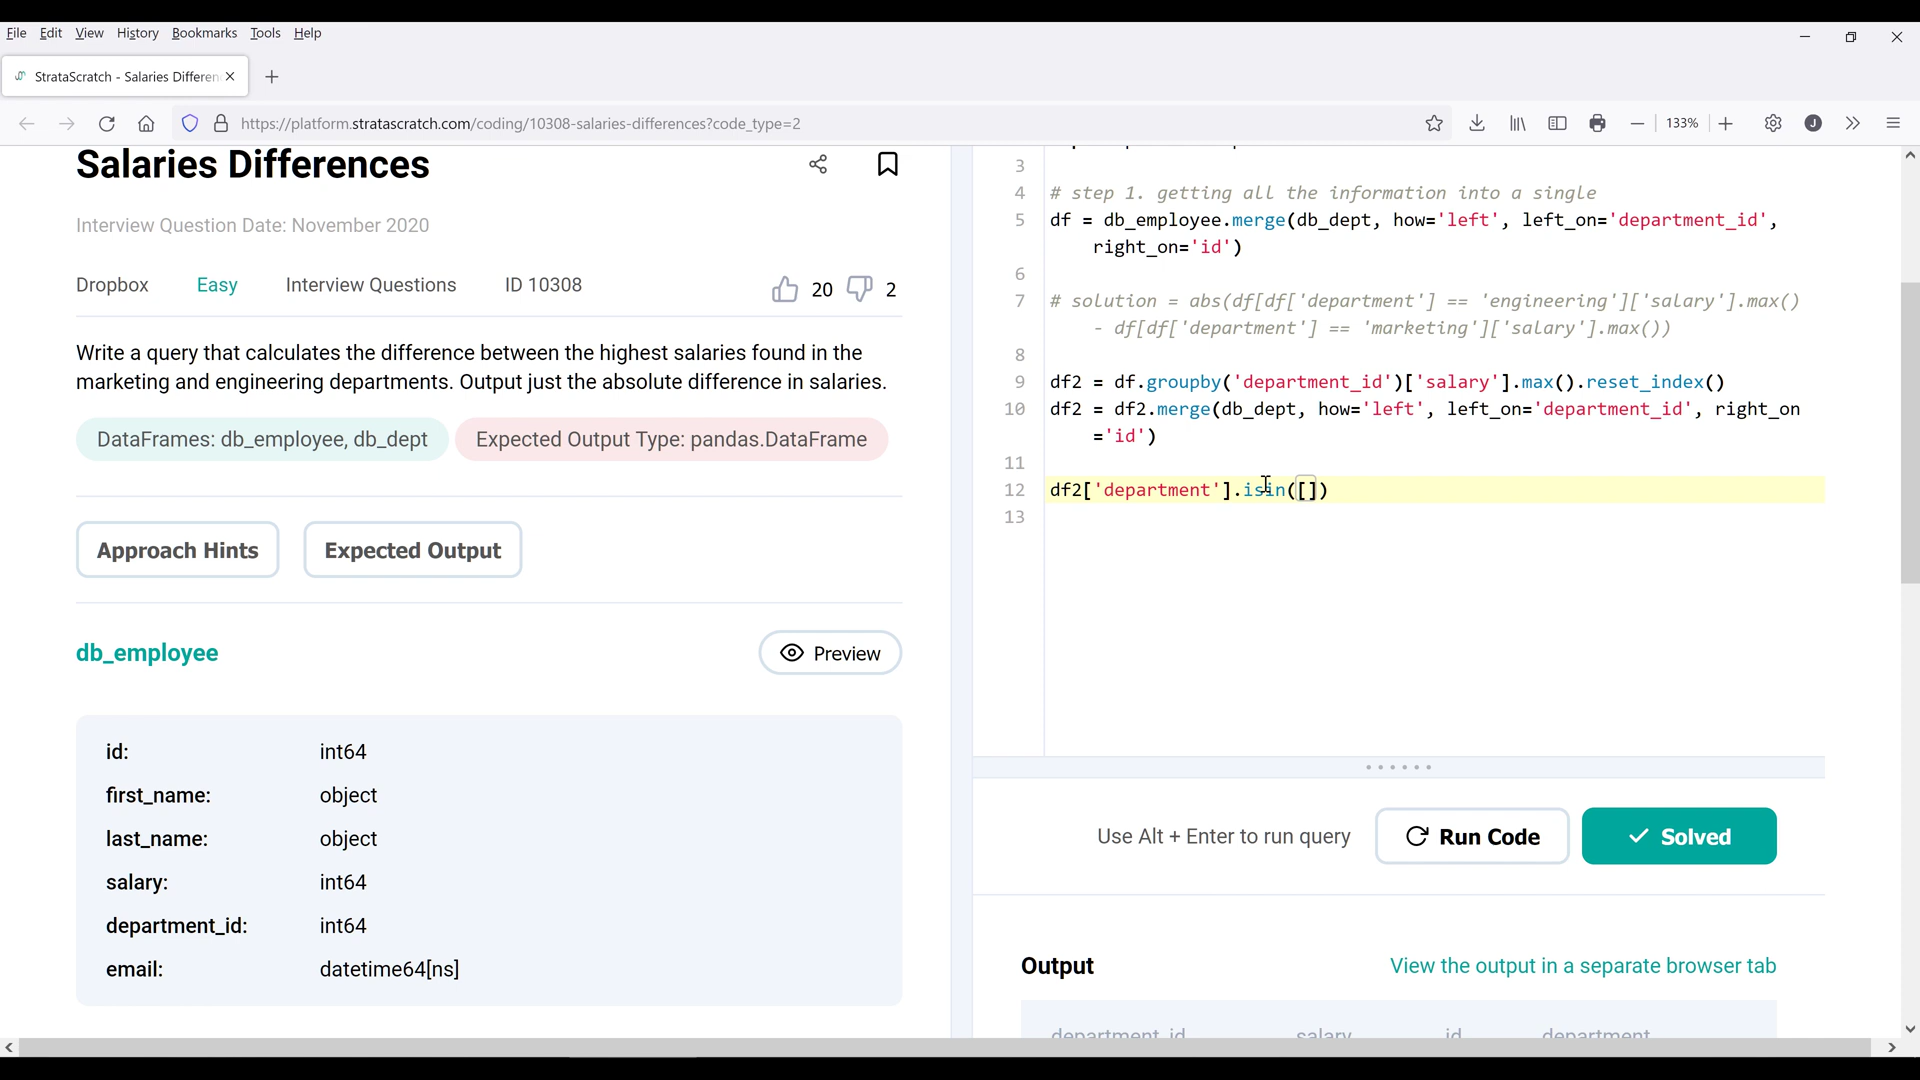 File Edit View History Bookmarks Tools Help
StrataScratch - Salaries Differen
https://platform.stratascratch.com/coding/10308-salaries-differences?code_type=2
133%
J
Salaries Differences
Interview Question Date: November 2020
Dropbox Easy Interview Questions ID 10308 20 2
Write a query that calculates the difference between the highest salaries found in the
marketing and engineering departments. Output just the absolute difference in salaries.
DataFrames: db_employee, db_dept Expected Output Type: pandas.DataFrame
Approach Hints Expected Output
db_employee Preview
id: int64
first_name: object
last_name: object
salary: int64
department_id: int64
email: datetime64[ns]
3
4 # step 1. getting all the information into a single
5 df = db_employee.merge(db_dept, how='left', left_on='department_id',
right_on='id')
6
7 # solution = abs(df[df['department'] == 'engineering']['salary'].max()
- df[df['department'] == 'marketing']['salary'].max())
8
9 df2 = df.groupby('department_id')['salary'].max().reset_index()
10 df2 = df2.merge(db_dept, how='left', left_on='department_id', right_on
='id')
11
12 df2['department'].isin([])
13
Use Alt + Enter to run query Run Code Solved
Output View the output in a separate browser tab
department_id salary id department